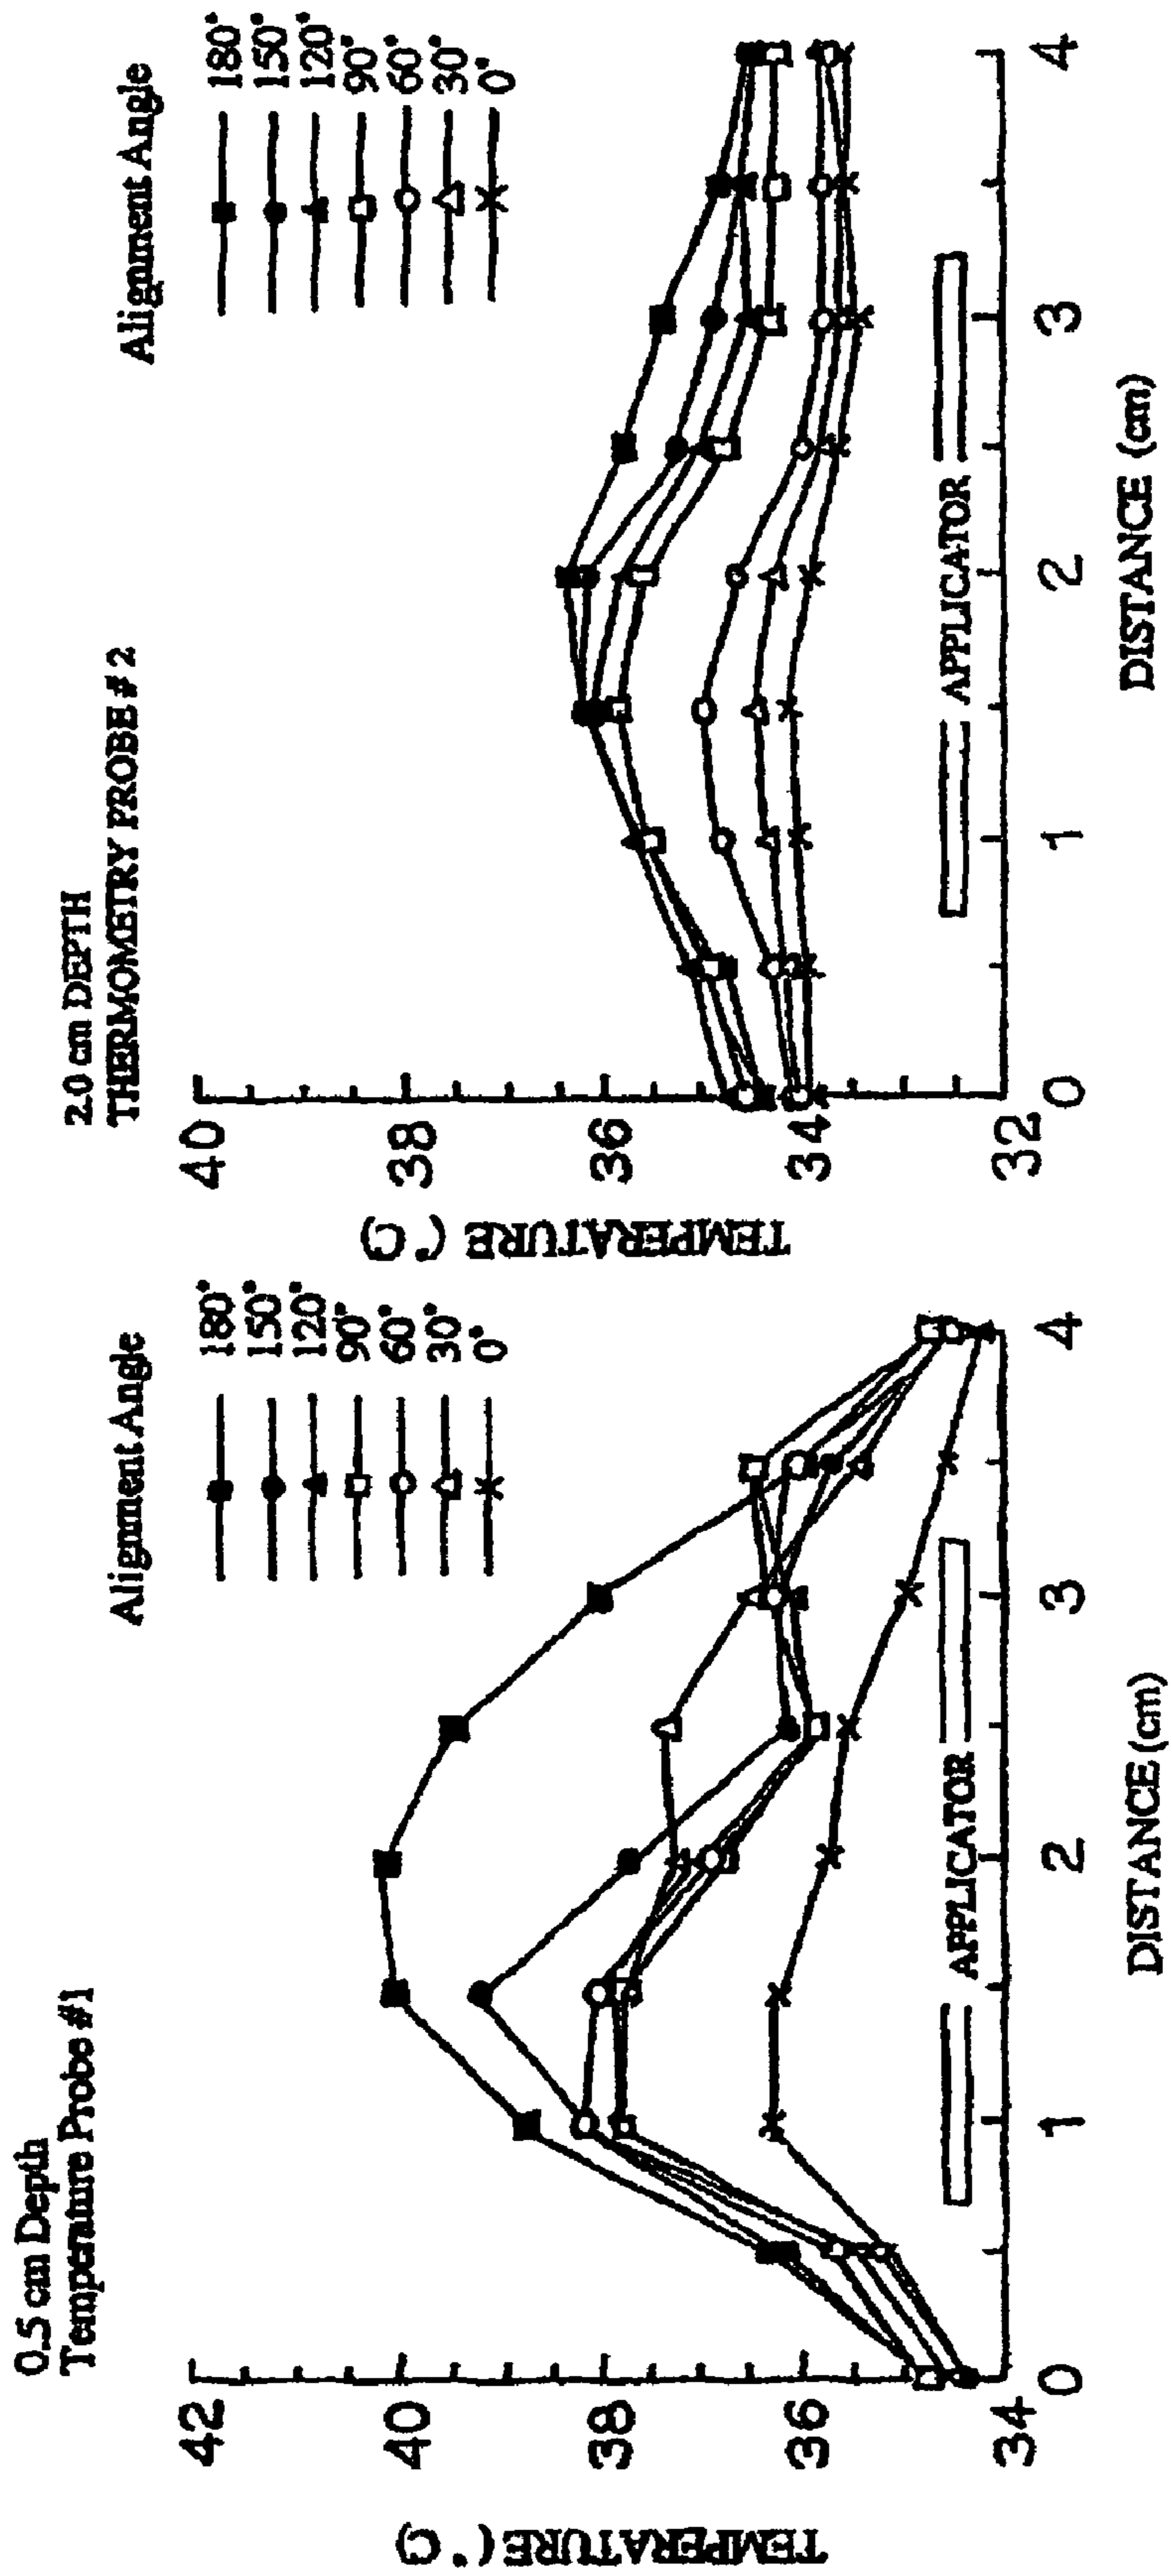 0.5 cm Depth
Temperature Probe #1
Alignment Angle
180°
150°
120°
90°
60°
30°
0°
TEMPERATURE (°C)
42
40
38
36
34
APPLICATOR
0 1 2 3 4
DISTANCE (cm)
2.0 cm DEPTH
THERMOMETRY PROBE # 2
Alignment Angle
180°
150°
120°
90°
60°
30°
0°
TEMPERATURE (°C)
40
38
36
34
32
APPLICATOR
0 1 2 3 4
DISTANCE (cm)